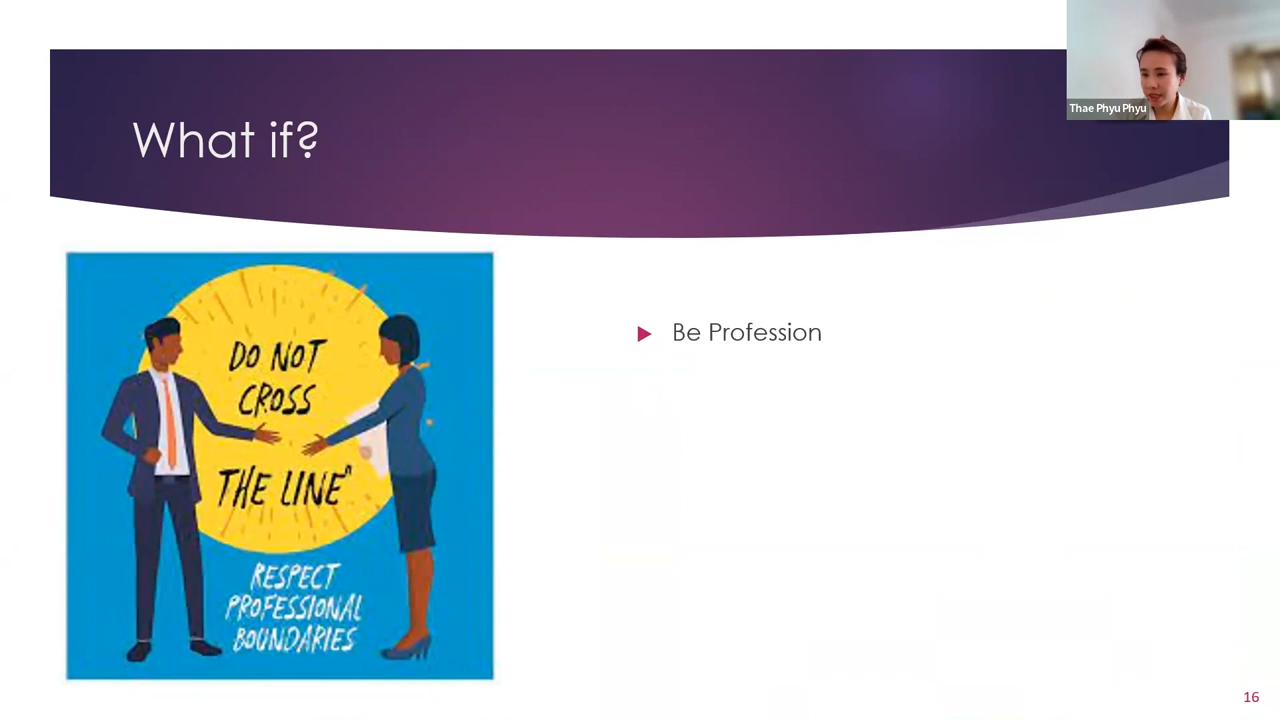 Thae Phyu Phyu
What if?
DO NOT
CROSS
THE LINE"
RESPECT
PROFESSIONAL
BOUNDARIES
Be Profession
16